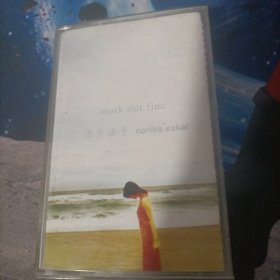 work out fine
酒井法子 noriko sakai